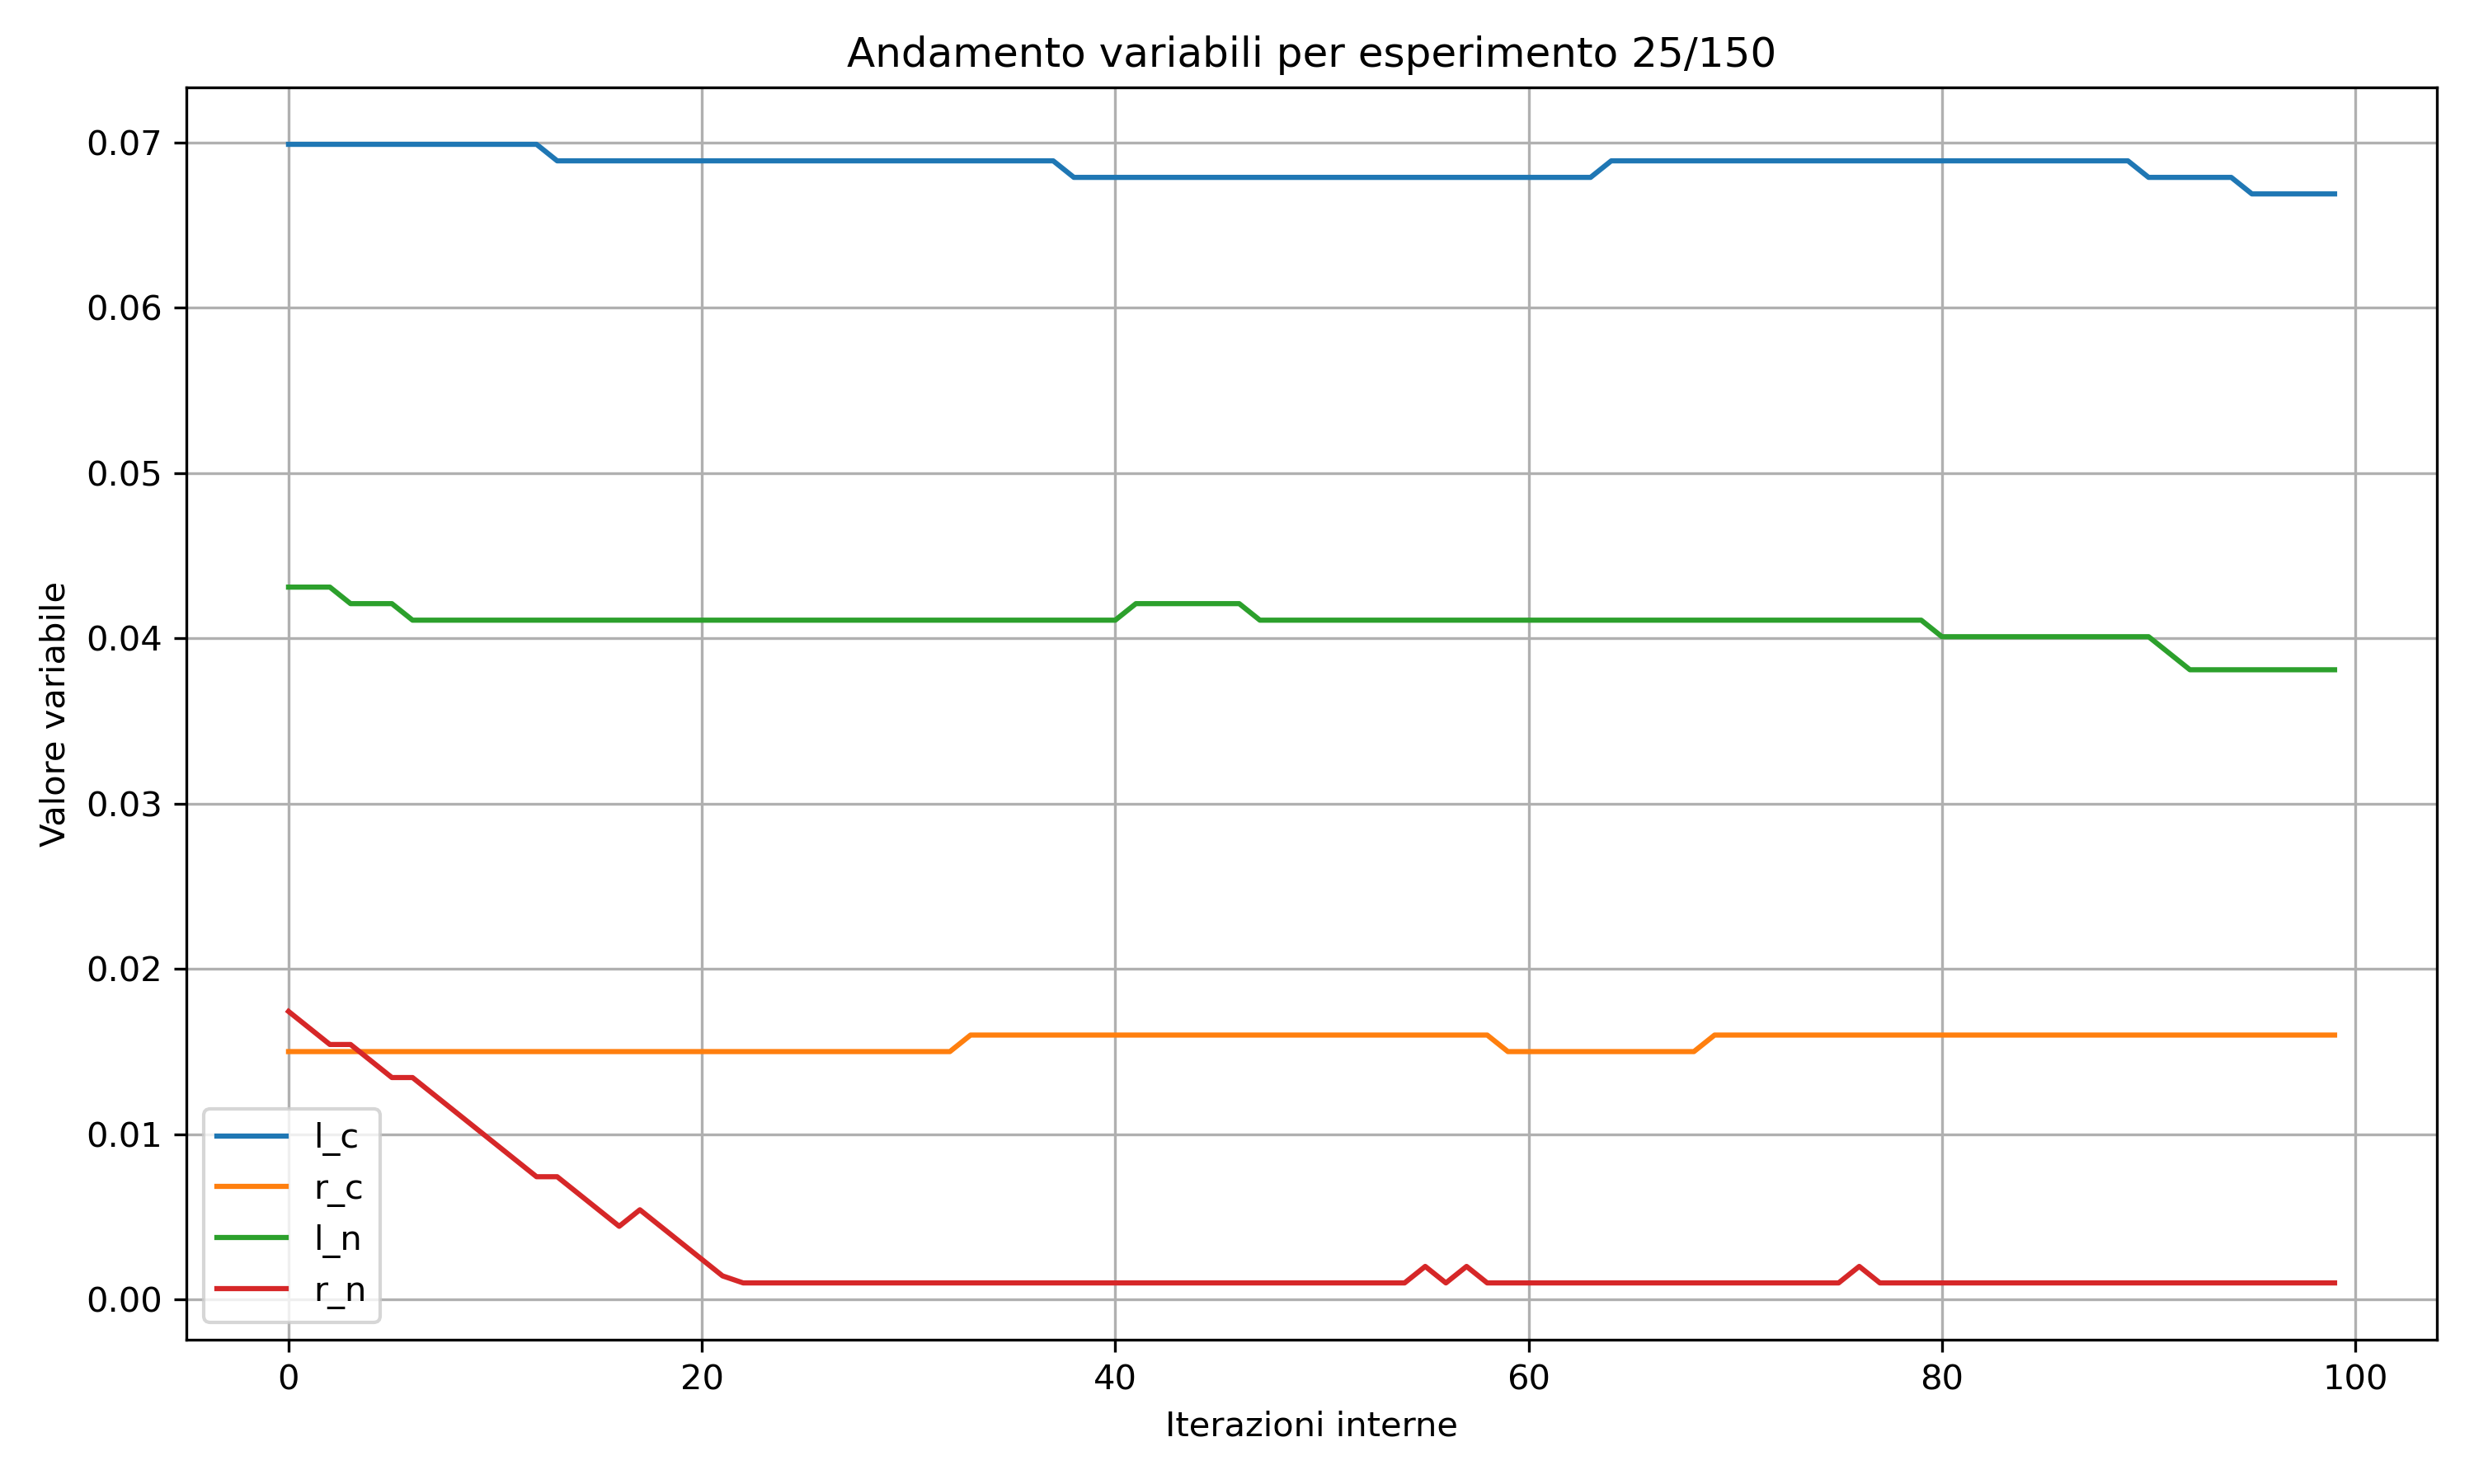 Andamento variabili per esperimento 25/150
Valore variabile
0.07
0.06
0.05
0.04
0.03
0.02
0.01
0.00
l_c
r_c
l_n
r_n
0 20 40 60 80 100
Iterazioni interne